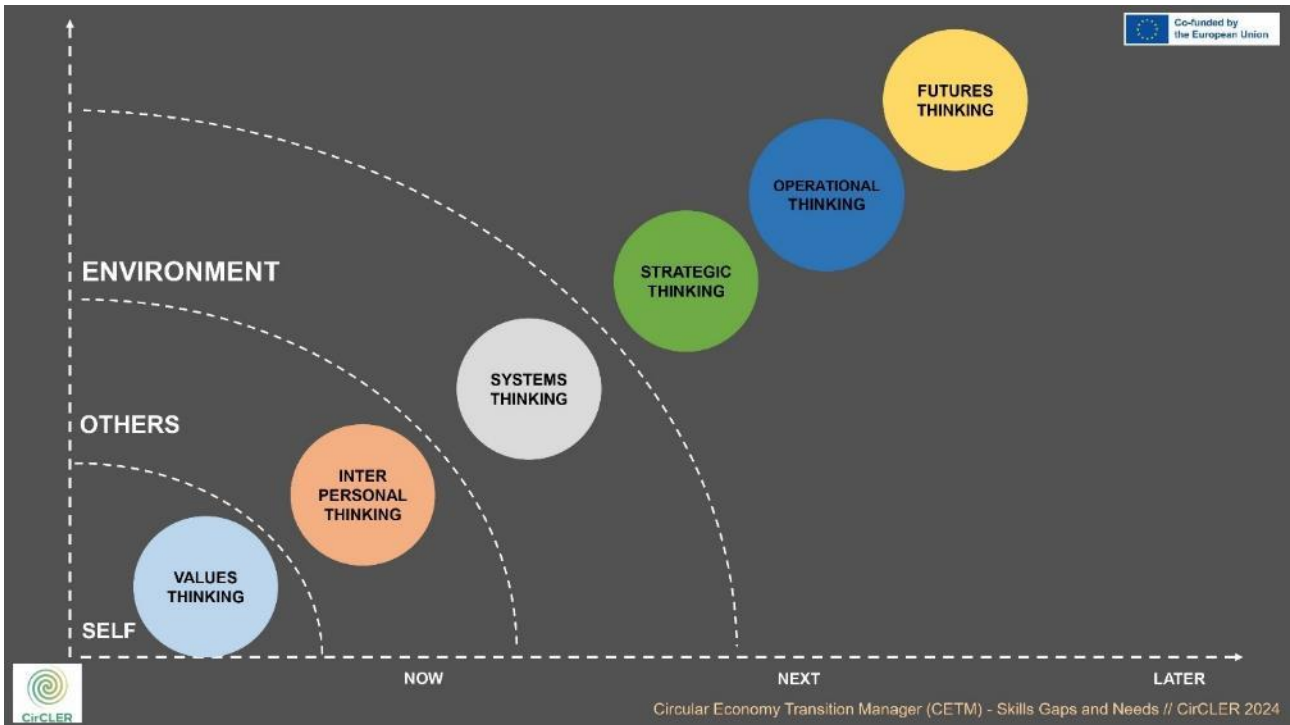 Co-funded by
the European Union
FUTURES
THINKING
OPERATIONAL
THINKING
ENVIRONMENT
STRATEGIC
THINKING
SYSTEMS
THINKING
OTHERS
INTER
PERSONAL
THINKING
VALUES
THINKING
SELF
NOW
NEXT
LATER
CirCLER
Circular Economy Transition Manager (CETM) - Skills Gaps and Needs // CirCLER 2024